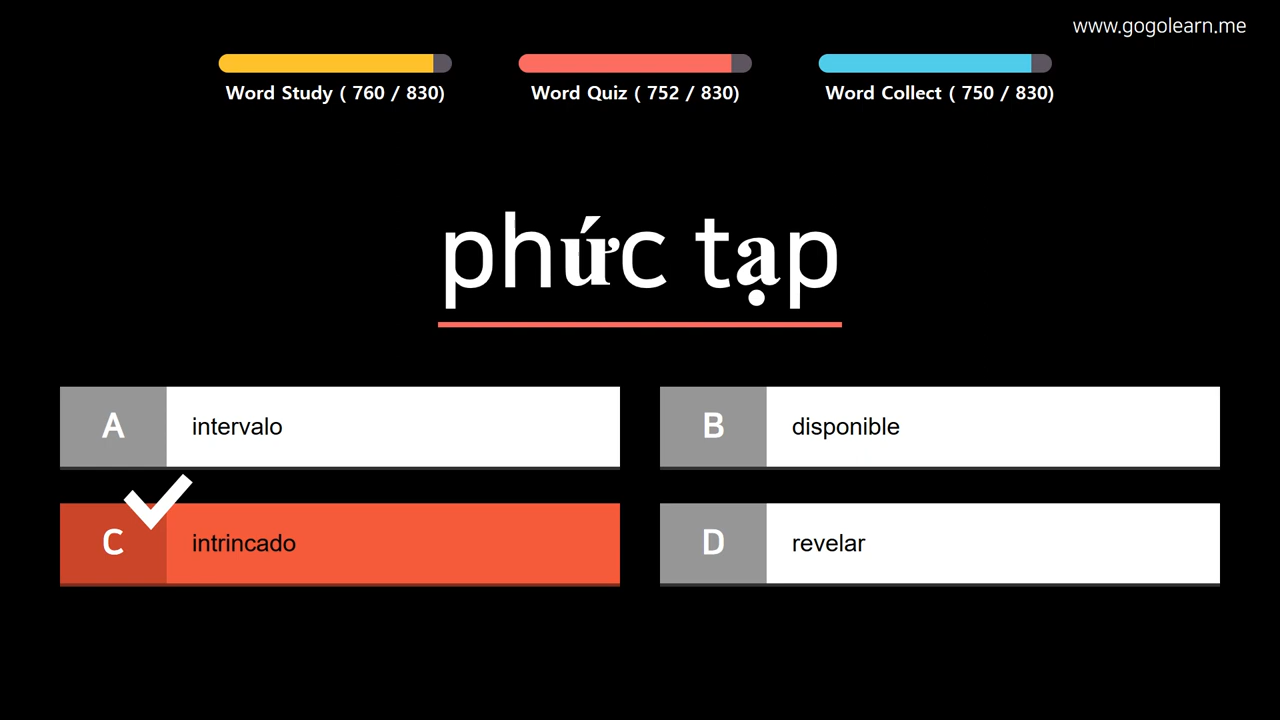 www.gogolearn.me
Word Study ( 760 / 830)
Word Quiz ( 752 / 830)
Word Collect ( 750 / 830)
phức tạp
A intervalo
B disponible
C intrincado
D revelar